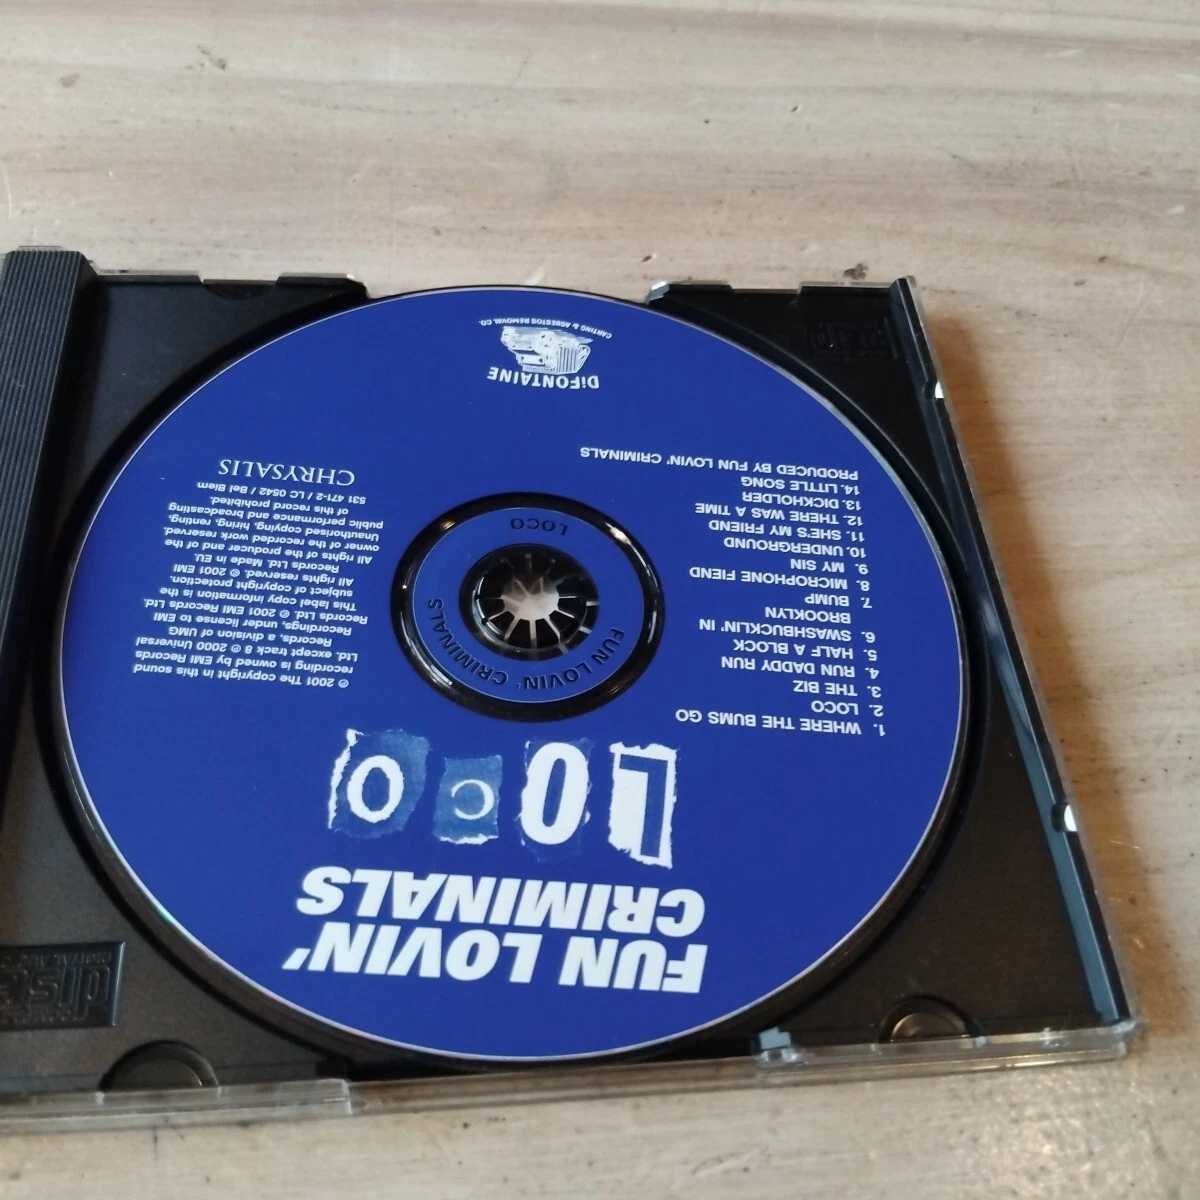 FUN LOVIN'
CRIMINALS
LOCO
1. WHERE THE BUMS GO
2. LOCO
3. THE BIZ
4. RUN DADDY RUN
5. HALF A BLOCK
6. SWASHBUCKLIN' IN
BROOKLYN
7. BUMP
8. MICROPHONE FIEND
9. MY SIN
10. UNDERGROUND
11. SHE'S MY FRIEND
12. THERE WAS A TIME
13. DICKHOLDER
14. LITTLE SONG
PRODUCED BY FUN LOVIN' CRIMINALS
FUN LOVIN' CRIMINALS
LOCO
℗ 2001 The copyright in this sound
recording is owned by EMI Records
Ltd. except track 8 ℗ 2000 Universal
Records, a division of UMG
Recordings, under license to EMI
Records Ltd. © 2001 EMI Records Ltd.
This label copy information is the
subject of copyright protection.
All rights reserved. © 2001 EMI
Records Ltd. Made in EU.
All rights of the producer and of the
owner of the recorded work reserved.
Unauthorised copying, hiring, renting,
public performance and broadcasting
of this record prohibited.
531 471-2 / LC 0542 / Bel Biem
CHRYSALIS
DiFONTAINE
CARTING & ASBESTOS REMOVAL CO.